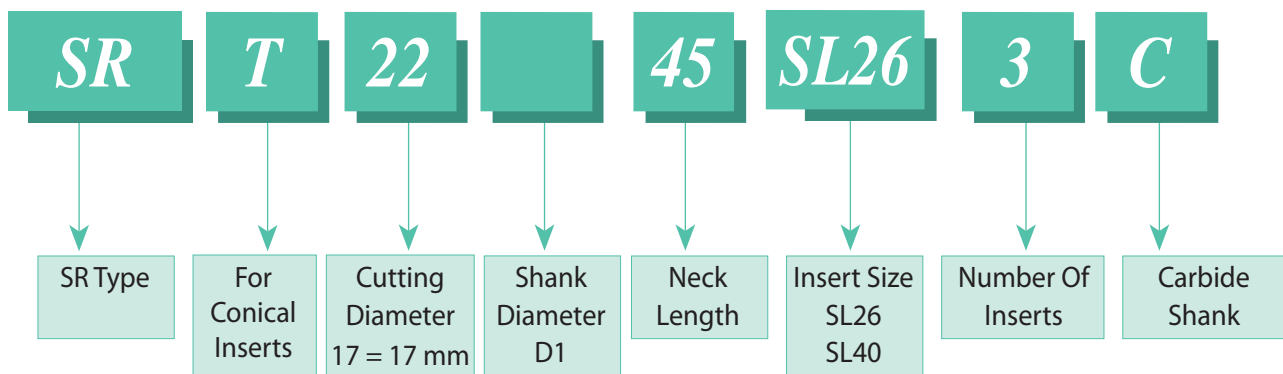 SR T 22 45 SL26 3 C
SR Type
For
Conical
Inserts
Cutting
Diameter
17 = 17 mm
Shank
Diameter
D1
Neck
Length
Insert Size
SL26
SL40
Number Of
Inserts
Carbide
Shank